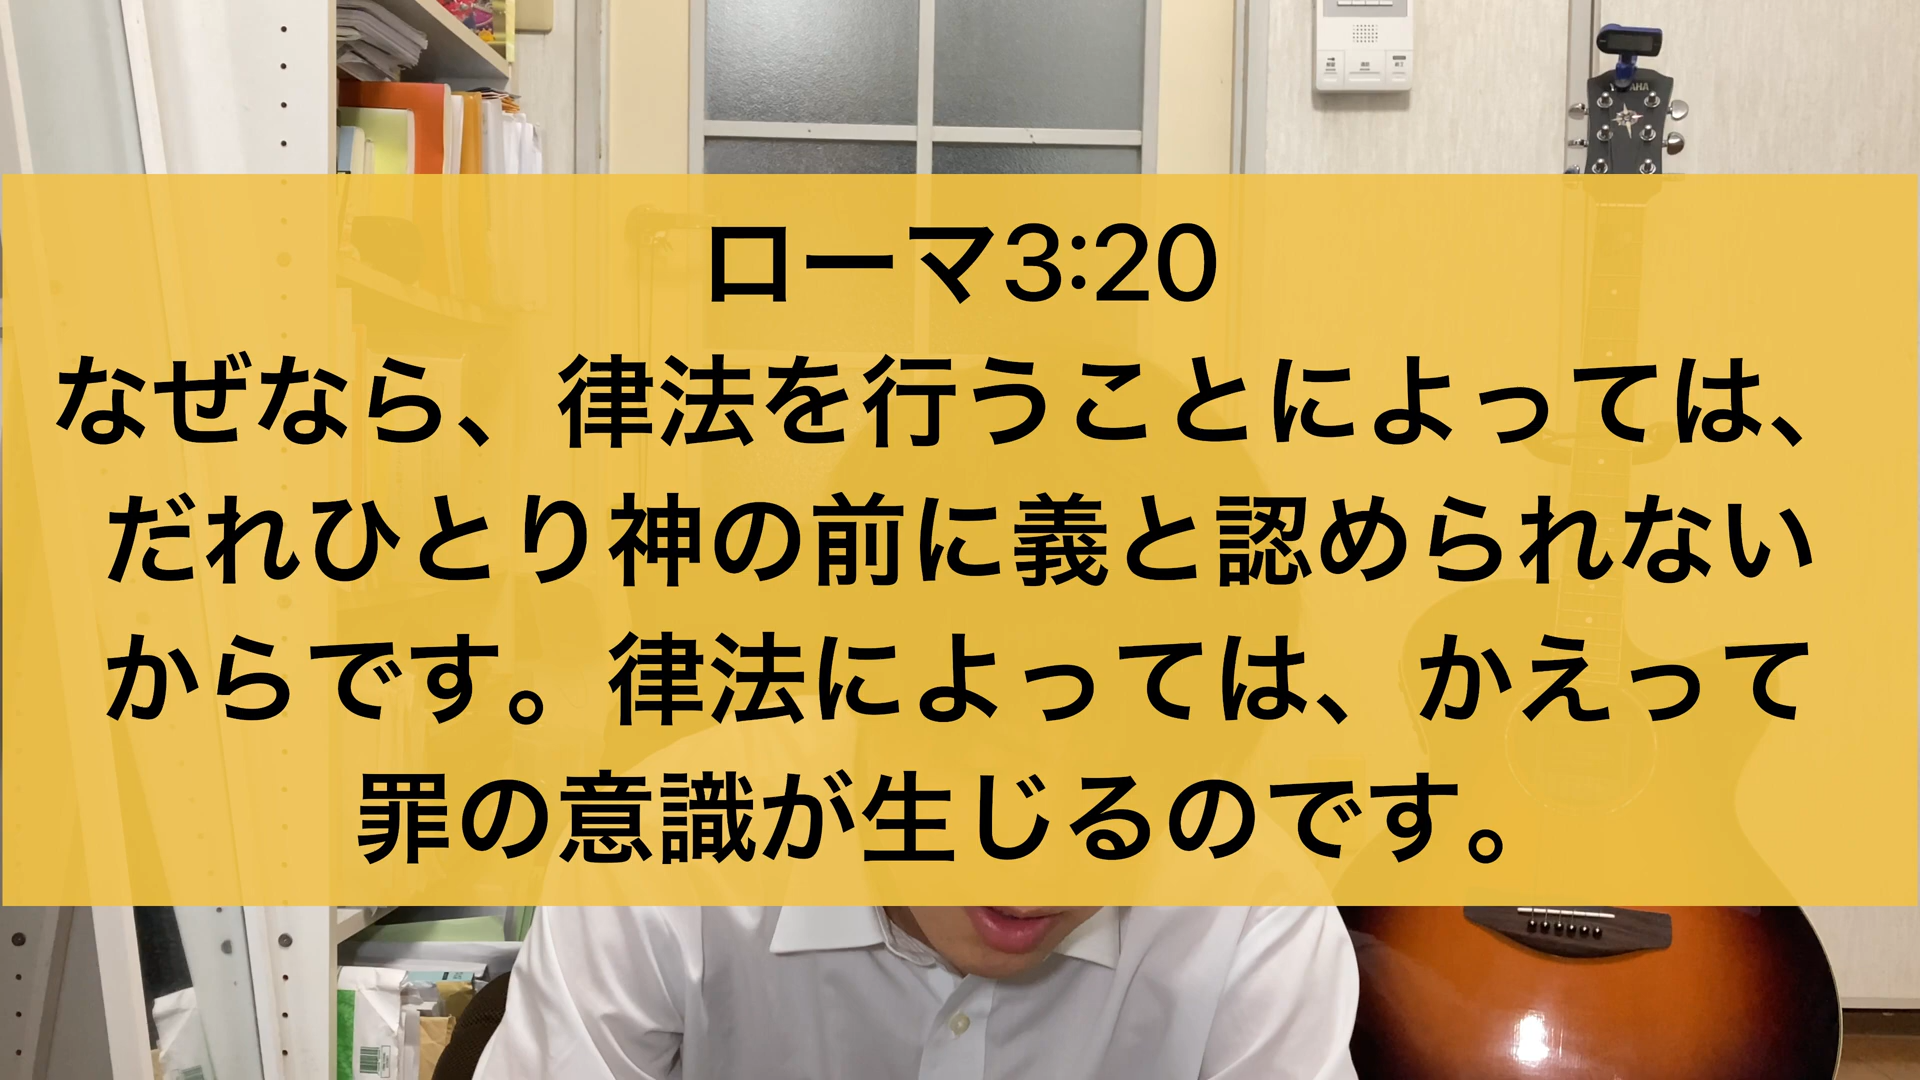 YAMAHA
ローマ3:20
なぜなら、律法を行うことによっては、
だれひとり神の前に義と認められない
からです。律法によっては、かえって
罪の意識が生じるのです。